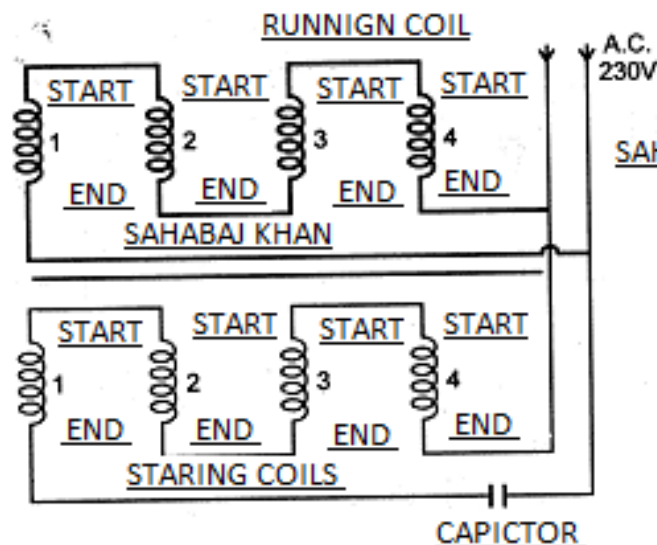 RUNNIGN COIL
A.C.
230V
START START START START
1 2 3 4
SAH
END END END END
SAHABAJ KHAN
START START START START
1 2 3 4
END END END END
STARING COILS
CAPICTOR